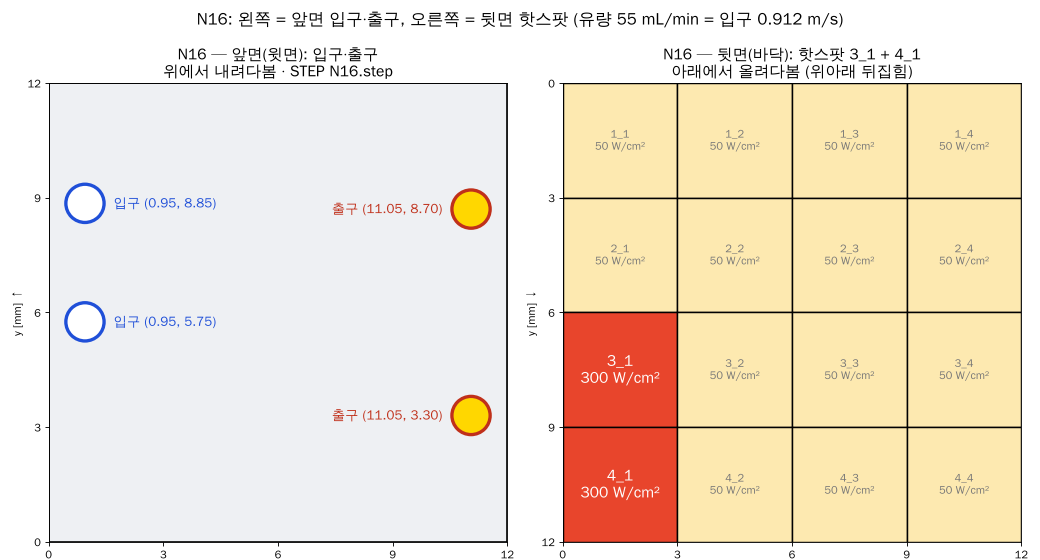 N16: 왼쪽 = 앞면 입구·출구, 오른쪽 = 뒷면 핫스팟 (유량 55 mL/min = 입구 0.912 m/s)
N16 — 앞면(윗면): 입구·출구
위에서 내려다봄 · STEP N16.step
12
9
6
3
0
y [mm] ↑
입구 (0.95, 8.85)
출구 (11.05, 8.70)
입구 (0.95, 5.75)
출구 (11.05, 3.30)
0
3
6
9
12
N16 — 뒷면(바닥): 핫스팟 3_1 + 4_1
아래에서 올려다봄 (위아래 뒤집힘)
0
3
6
9
12
y [mm] ↓
1_1
50 W/cm²
1_2
50 W/cm²
1_3
50 W/cm²
1_4
50 W/cm²
2_1
50 W/cm²
2_2
50 W/cm²
2_3
50 W/cm²
2_4
50 W/cm²
3_1
300 W/cm²
3_2
50 W/cm²
3_3
50 W/cm²
3_4
50 W/cm²
4_1
300 W/cm²
4_2
50 W/cm²
4_3
50 W/cm²
4_4
50 W/cm²
0
3
6
9
12